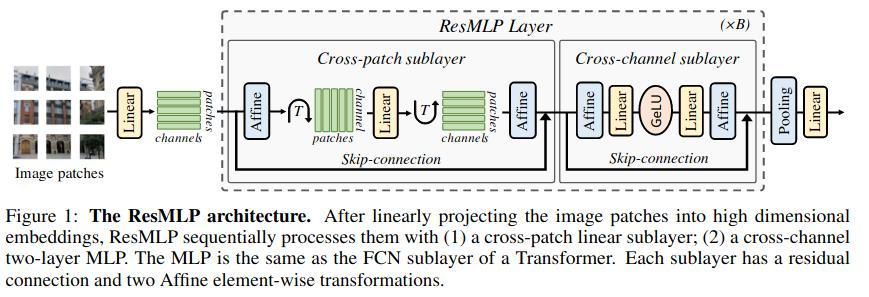 ResMLP Layer
(×B)
Cross-patch sublayer
Cross-channel sublayer
Linear
patches
channels
Affine
T
channel
patches
Linear
T
patches
channels
Affine
Skip-connection
Affine
Linear
GeLU
Linear
Affine
Skip-connection
Pooling
Linear
Image patches
Figure 1: The ResMLP architecture. After linearly projecting the image patches into high dimensional
embeddings, ResMLP sequentially processes them with (1) a cross-patch linear sublayer; (2) a cross-channel
two-layer MLP. The MLP is the same as the FCN sublayer of a Transformer. Each sublayer has a residual
connection and two Affine element-wise transformations.